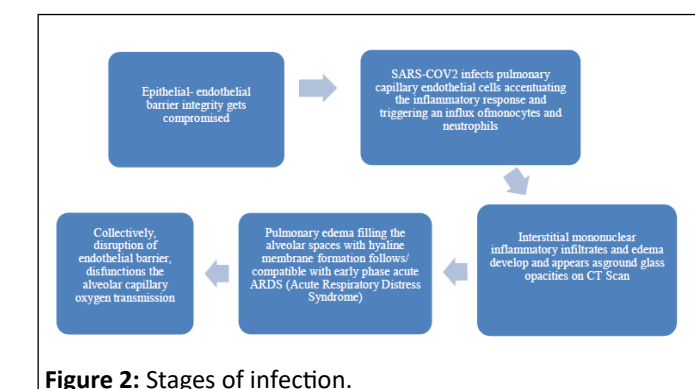 Epithelial- endothelial
barrier integrity gets
compromised
SARS-COV2 infects pulmonary
capillary endothelial cells accentuating
the inflammatory response and
triggering an influx ofmonocytes and
neutrophils
Interstitial mononuclear
inflammatory infiltrates and edema
develop and appears asground glass
opacities on CT Scan
Pulmonary edema filling the
alveolar spaces with hyaline
membrane formation follows/
compatible with early phase acute
ARDS (Acute Respiratory Distress
Syndrome)
Collectively,
disruption of
endothelial barrier,
disfunctions the
alveolar capillary
oxygen transmission
Figure 2: Stages of infection.